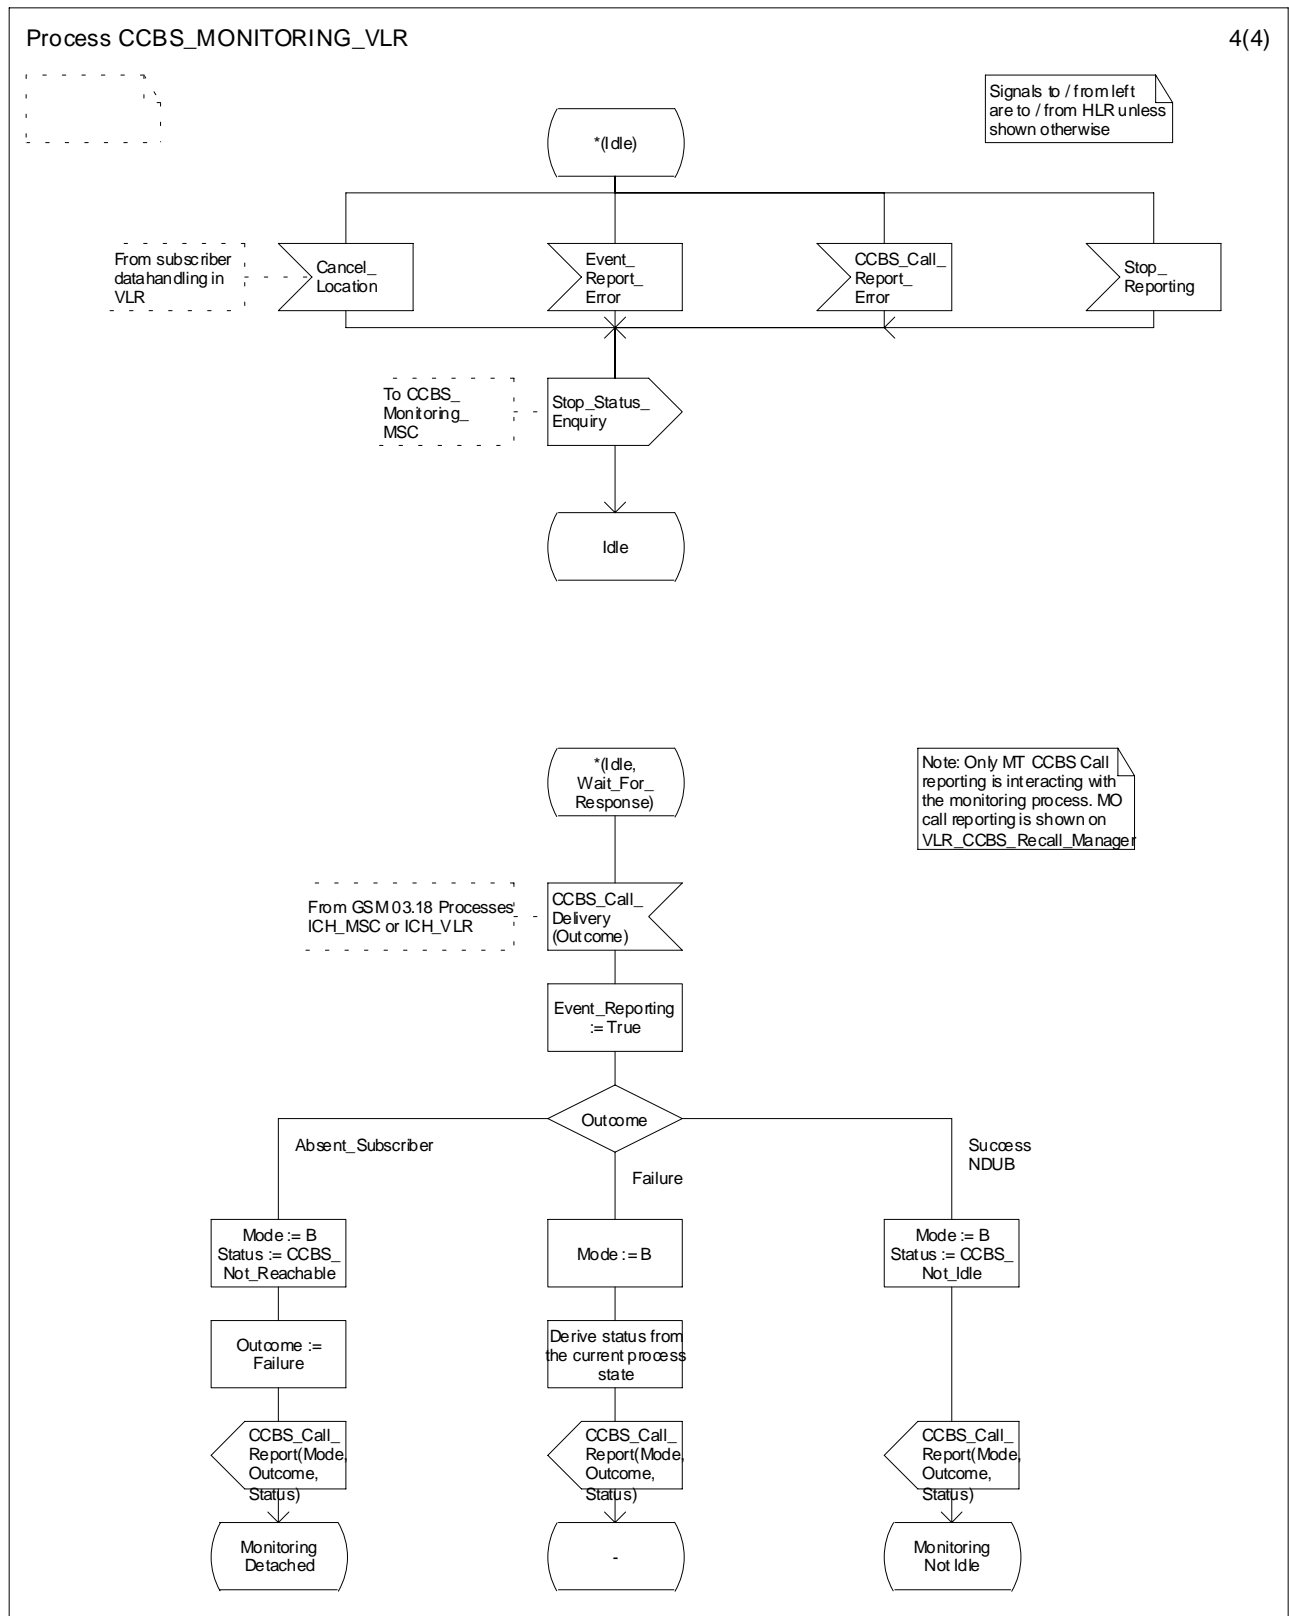 Process CCBS_MONITORING_VLR
4(4)
Signals to / from left
are to / from HLR unless
shown otherwise
*(Idle)
From subscriber
datahandling in
VLR
Cancel_
Location
Event_
Report_
Error
CCBS_Call_
Report_
Error
Stop_
Reporting
To CCBS_
Monitoring_
MSC
Stop_Status_
Enquiry
Idle
*(Idle,
Wait_For_
Response)
Note: Only MT CCBS Call
reporting is interacting with
the monitoring process. MO
call reporting is shown on
VLR_CCBS_Recall_Manager
From GSM 03.18 Processes
ICH_MSC or ICH_VLR
CCBS_Call_
Delivery
(Outcome)
Event_Reporting
:= True
Outcome
Absent_Subscriber
Failure
Success
NDUB
Mode := B
Status := CCBS_
Not_Reachable
Mode := B
Mode := B
Status := CCBS_
Not_Idle
Outcome :=
Failure
Derive status from
the current process
state
CCBS_Call_
Report(Mode,
Outcome,
Status)
CCBS_Call_
Report(Mode,
Outcome,
Status)
CCBS_Call_
Report(Mode,
Outcome,
Status)
Monitoring
Detached
-
Monitoring
Not Idle